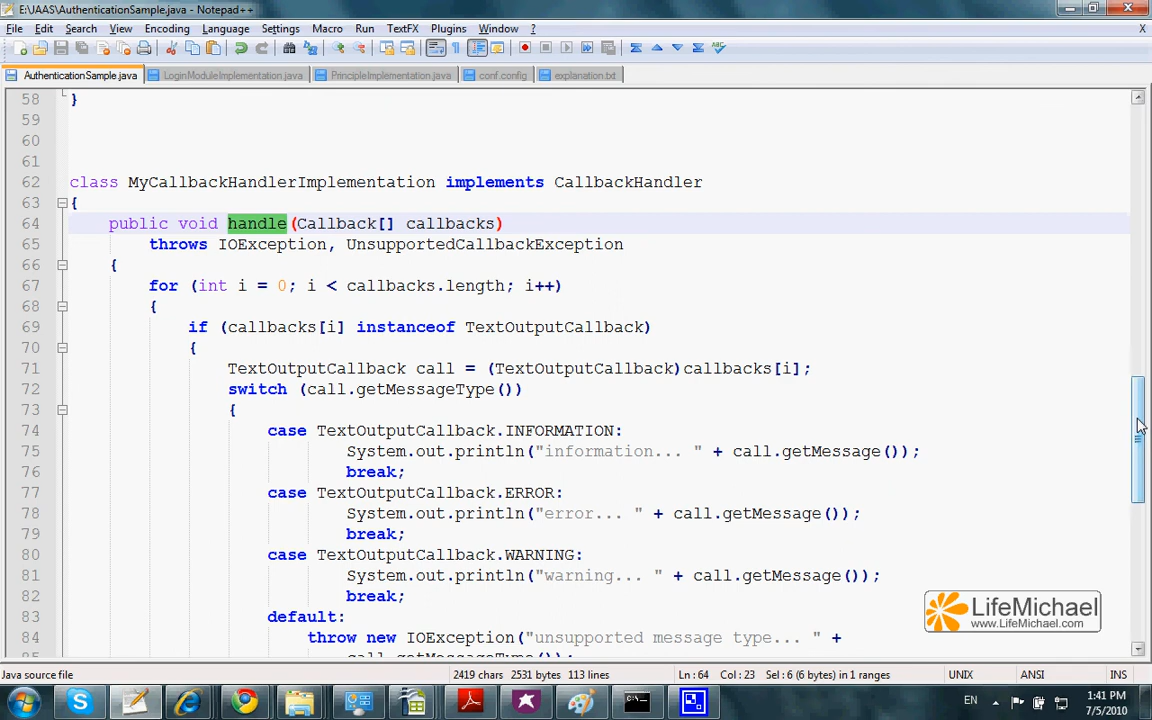 E:\JAAS\AuthenticationSample.java - Notepad++
File Edit Search View Encoding Language Settings Macro Run TextFX Plugins Window ? X
AuthenticationSample.java LoginModuleImplementation.java PrincipleImplementation.java conf.config explanation.txt
58 }
59
60
61
62 class MyCallbackHandlerImplementation implements CallbackHandler
63 {
64 public void handle(Callback[] callbacks)
65 throws IOException, UnsupportedCallbackException
66 {
67 for (int i = 0; i < callbacks.length; i++)
68 {
69 if (callbacks[i] instanceof TextOutputCallback)
70 {
71 TextOutputCallback call = (TextOutputCallback)callbacks[i];
72 switch (call.getMessageType())
73 {
74 case TextOutputCallback.INFORMATION:
75 System.out.println("information... " + call.getMessage());
76 break;
77 case TextOutputCallback.ERROR:
78 System.out.println("error... " + call.getMessage());
79 break;
80 case TextOutputCallback.WARNING:
81 System.out.println("warning... " + call.getMessage());
82 break;
83 default:
84 throw new IOException("unsupported message type... " +
85 call.getMessageType());
LifeMichael
www.LifeMichael.com
Java source file 2419 chars 2531 bytes 113 lines Ln : 64 Col : 23 Sel : 6 (6 bytes) in 1 ranges UNIX ANSI INS
EN 1:41 PM
7/5/2010